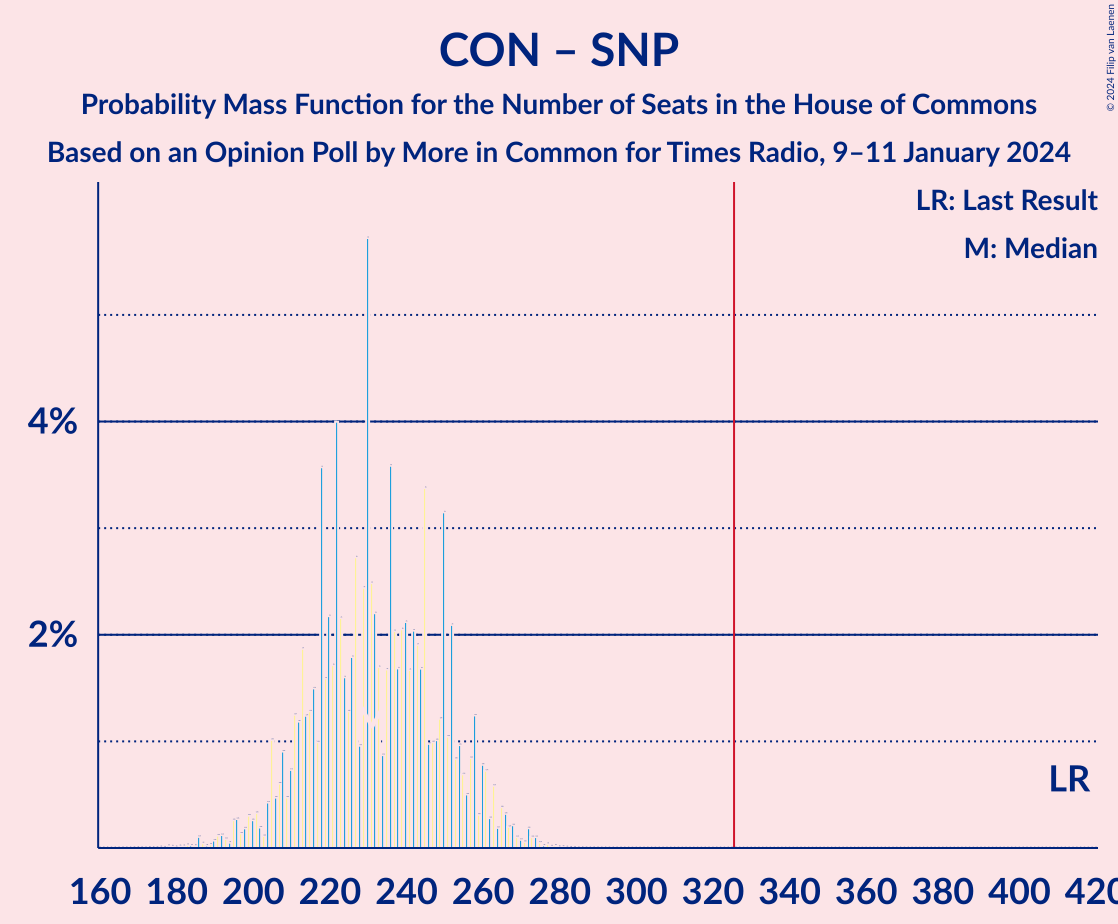 CON – SNP
Probability Mass Function for the Number of Seats in the House of Commons
Based on an Opinion Poll by More in Common for Times Radio, 9–11 January 2024
© 2024 Filip van Laenen
LR: Last Result
M: Median
4%
2%
LR
160 180 200 220 240 260 280 300 320 340 360 380 400 420